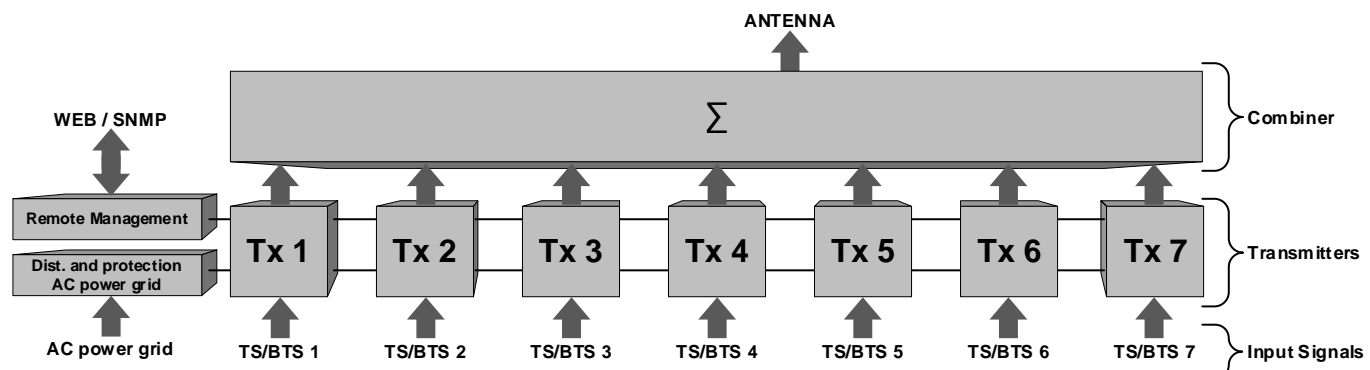 ANTENNA
∑
Combiner
WEB / SNMP
Remote Management
Dist. and protection
AC power grid
Tx 1
Tx 2
Tx 3
Tx 4
Tx 5
Tx 6
Tx 7
Transmitters
AC power grid
TS/BTS 1
TS/BTS 2
TS/BTS 3
TS/BTS 4
TS/BTS 5
TS/BTS 6
TS/BTS 7
Input Signals